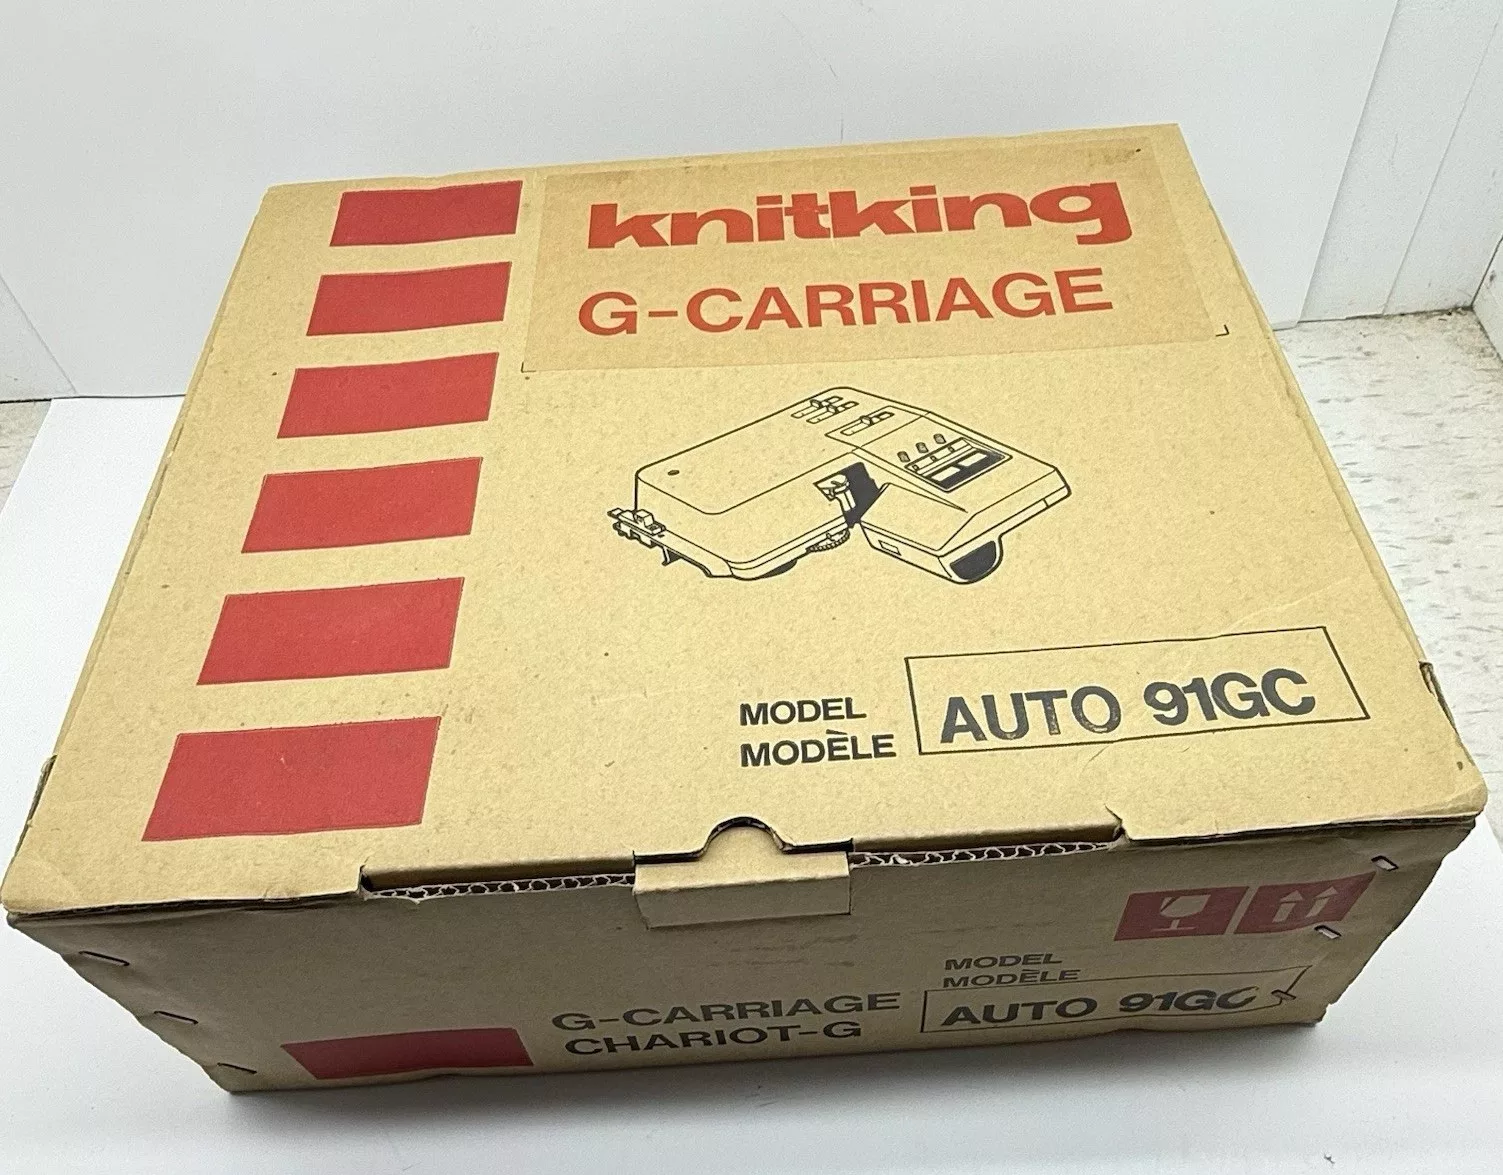 knitking
G-CARRIAGE
MODEL
MODÈLE
AUTO 91GC
MODEL
MODÈLE
G-CARRIAGE
CHARIOT-G
AUTO 91GC